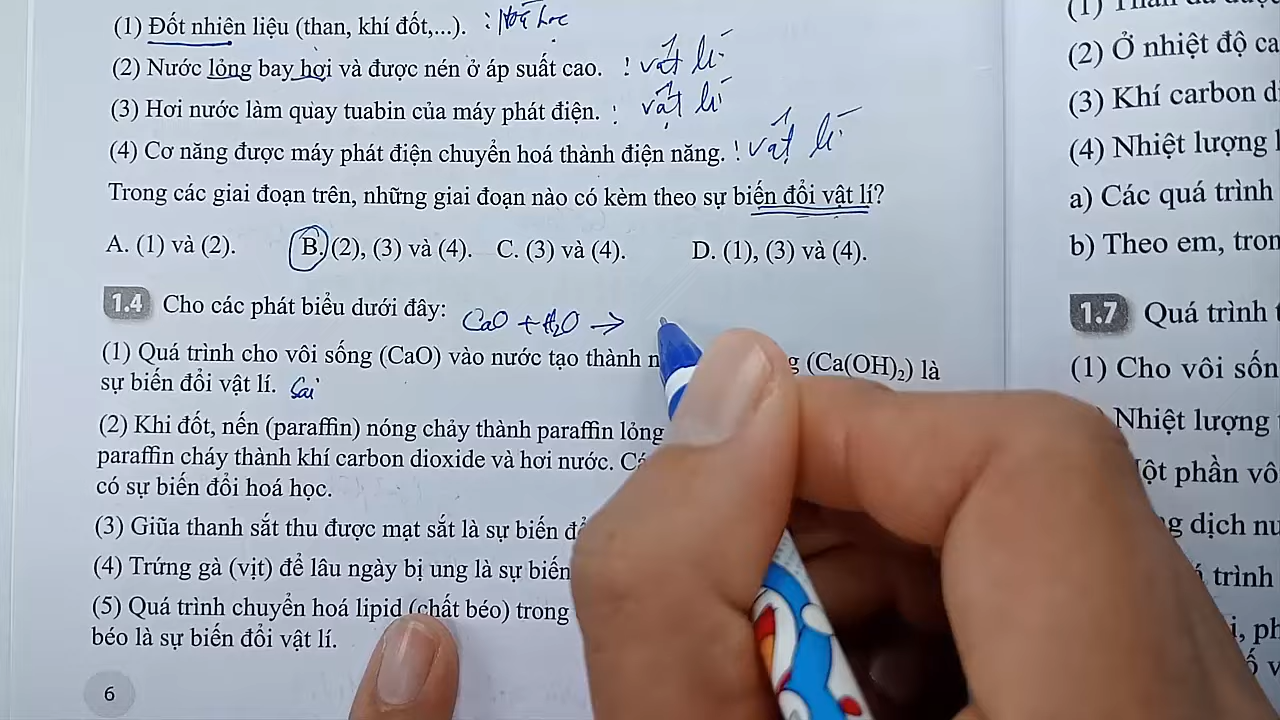 (1) Đốt nhiên liệu (than, khí đốt,...). : Hoá học
(2) Nước lỏng bay hơi và được nén ở áp suất cao. : vật lí
(3) Hơi nước làm quay tuabin của máy phát điện. : vật lí
(4) Cơ năng được máy phát điện chuyển hoá thành điện năng. : vật lí
Trong các giai đoạn trên, những giai đoạn nào có kèm theo sự biến đổi vật lí?
A. (1) và (2). B. (2), (3) và (4). C. (3) và (4). D. (1), (3) và (4).
1.4 Cho các phát biểu dưới đây: CaO + H₂O →
(1) Quá trình cho vôi sống (CaO) vào nước tạo thành (Ca(OH)₂) là
sự biến đổi vật lí. Sai
(2) Khi đốt, nến (paraffin) nóng chảy thành paraffin lỏng
paraffin cháy thành khí carbon dioxide và hơi nước.
có sự biến đổi hoá học.
(3) Giũa thanh sắt thu được mạt sắt là sự biến
(4) Trứng gà (vịt) để lâu ngày bị ung là sự biến
(5) Quá trình chuyển hoá lipid (chất béo) trong
béo là sự biến đổi vật lí.
6
(2) Ở nhiệt độ ca
(3) Khí carbon d
(4) Nhiệt lượng
a) Các quá trình
b) Theo em, tron
1.7 Quá trình
(1) Cho vôi sốn
Nhiệt lượng
một phần vô
dịch nư
trình